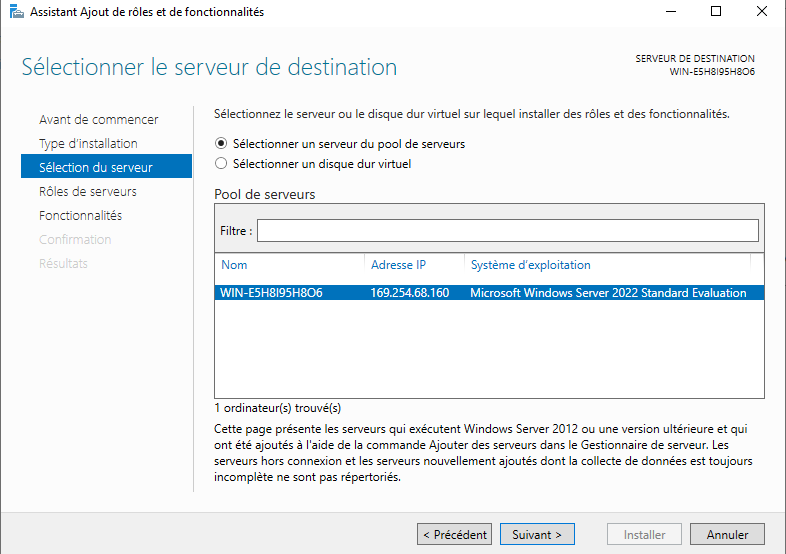 Assistant Ajout de rôles et de fonctionnalités
Sélectionner le serveur de destination
SERVEUR DE DESTINATION
WIN-E5H8I95H8O6
Avant de commencer
Type d'installation
Sélection du serveur
Rôles de serveurs
Fonctionnalités
Confirmation
Résultats
Sélectionnez le serveur ou le disque dur virtuel sur lequel installer des rôles et des fonctionnalités.
Sélectionner un serveur du pool de serveurs
Sélectionner un disque dur virtuel
Pool de serveurs
Filtre :
Nom Adresse IP Système d'exploitation
WIN-E5H8I95H8O6 169.254.68.160 Microsoft Windows Server 2022 Standard Evaluation
1 ordinateur(s) trouvé(s)
Cette page présente les serveurs qui exécutent Windows Server 2012 ou une version ultérieure et qui
ont été ajoutés à l'aide de la commande Ajouter des serveurs dans le Gestionnaire de serveur. Les
serveurs hors connexion et les serveurs nouvellement ajoutés dont la collecte de données est toujours
incomplète ne sont pas répertoriés.
< Précédent Suivant > Installer Annuler